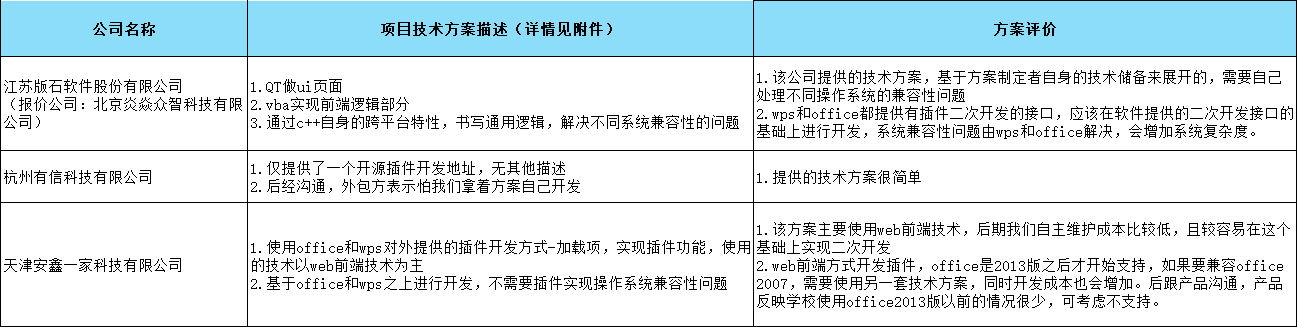 公司名称
项目技术方案描述（详情见附件）
方案评价
江苏版石软件股份有限公司
（报价公司：北京炎焱众智科技有限
公司）
1.QT做ui页面
2.vba实现前端逻辑部分
3.通过c++自身的跨平台特性，书写通用逻辑，解决不同系统兼容性的问题
1.该公司提供的技术方案，基于方案制定者自身的技术储备来展开的，需要自己
处理不同操作系统的兼容性问题
2.wps和office都提供有插件二次开发的接口，应该在软件提供的二次开发接口的
基础上进行开发，系统兼容性问题由wps和office解决，会增加系统复杂度。
杭州有信科技有限公司
1.仅提供了一个开源插件开发地址，无其他描述
2.后经沟通，外包方表示怕我们拿着方案自己开发
1.提供的技术方案很简单
天津安鑫一家科技有限公司
1.使用office和wps对外提供的插件开发方式-加载项，实现插件功能，使用
的技术以web前端技术为主
2.基于office和wps之上进行开发，不需要插件实现操作系统兼容性问题
1.该方案主要使用web前端技术，后期我们自主维护成本比较低，且较容易在这个
基础上实现二次开发
2.web前端方式开发插件，office是2013版之后才开始支持，如果要兼容office
2007，需要使用另一套技术方案，同时开发成本也会增加。后跟产品沟通，产品
反映学校使用office2013版以前的情况很少，可考虑不支持。